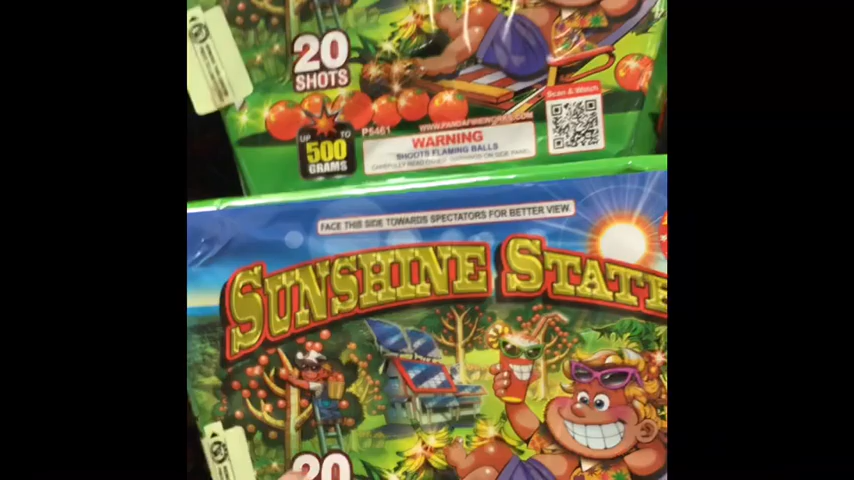 20
SHOTS
UP TO
500
GRAMS
P5461
WWW.PANDAFIREWORKS.COM
WARNING
SHOOTS FLAMING BALLS
Scan & Watch
FACE THIS SIDE TOWARDS SPECTATORS FOR BETTER VIEW.
SUNSHINE STATE
20